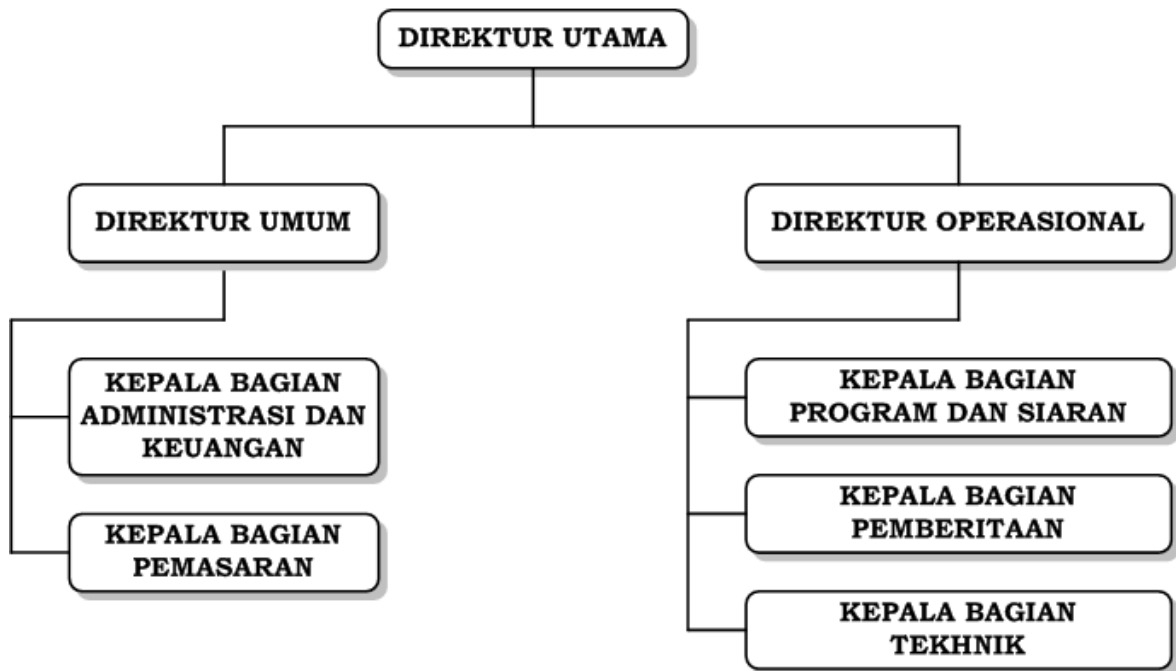 DIREKTUR UTAMA
DIREKTUR UMUM
DIREKTUR OPERASIONAL
KEPALA BAGIAN
ADMINISTRASI DAN
KEUANGAN
KEPALA BAGIAN
PEMASARAN
KEPALA BAGIAN
PROGRAM DAN SIARAN
KEPALA BAGIAN
PEMBERITAAN
KEPALA BAGIAN
TEKHNIK